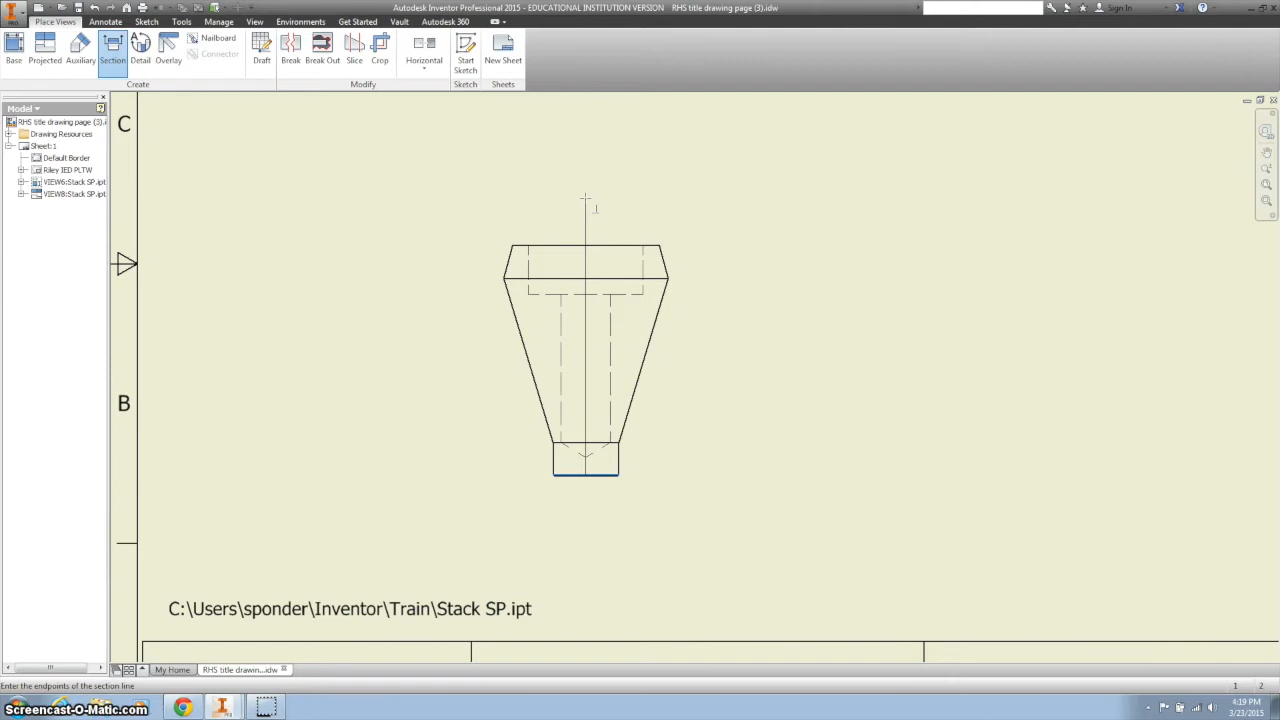 Autodesk Inventor Professional 2015 - EDUCATIONAL INSTITUTION VERSION RHS title drawing page (3).idw
Sign In
PRO
Place Views Annotate Sketch Tools Manage View Environments Get Started Vault Autodesk 360
Base Projected Auxiliary Section Detail Overlay
Nailboard
Connector
Draft Break Break Out Slice Crop Horizontal Start Sketch New Sheet
Create Modify Sketch Sheets
Model
RHS title drawing page (3).i
Drawing Resources
Sheet:1
Default Border
Riley IED PLTW
VIEW6:Stack SP.ipt
VIEW8:Stack SP.ipt
C
B
C:\Users\sponder\Inventor\Train\Stack SP.ipt
My Home RHS title drawin...idw
Enter the endpoints of the section line 1 2
Screencast-O-Matic.com
4:19 PM
3/23/2015